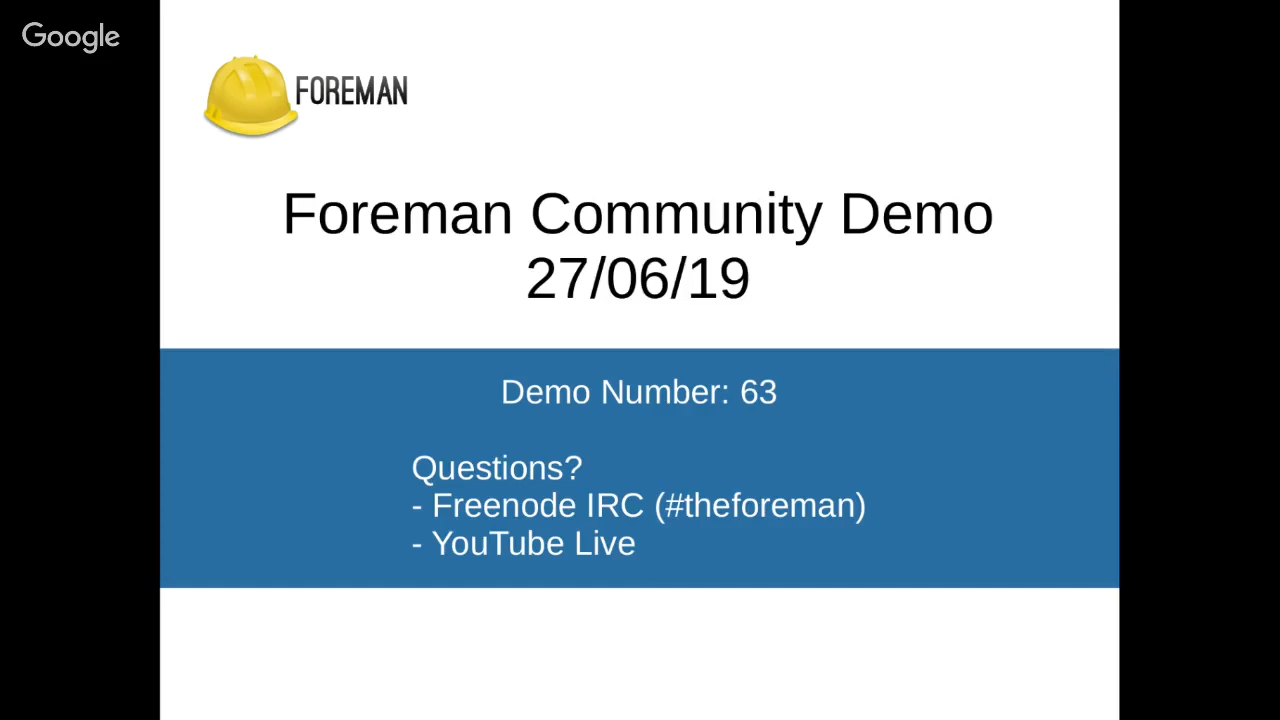 Google
FOREMAN
Foreman Community Demo
27/06/19
Demo Number: 63
Questions?
- Freenode IRC (#theforeman)
- YouTube Live